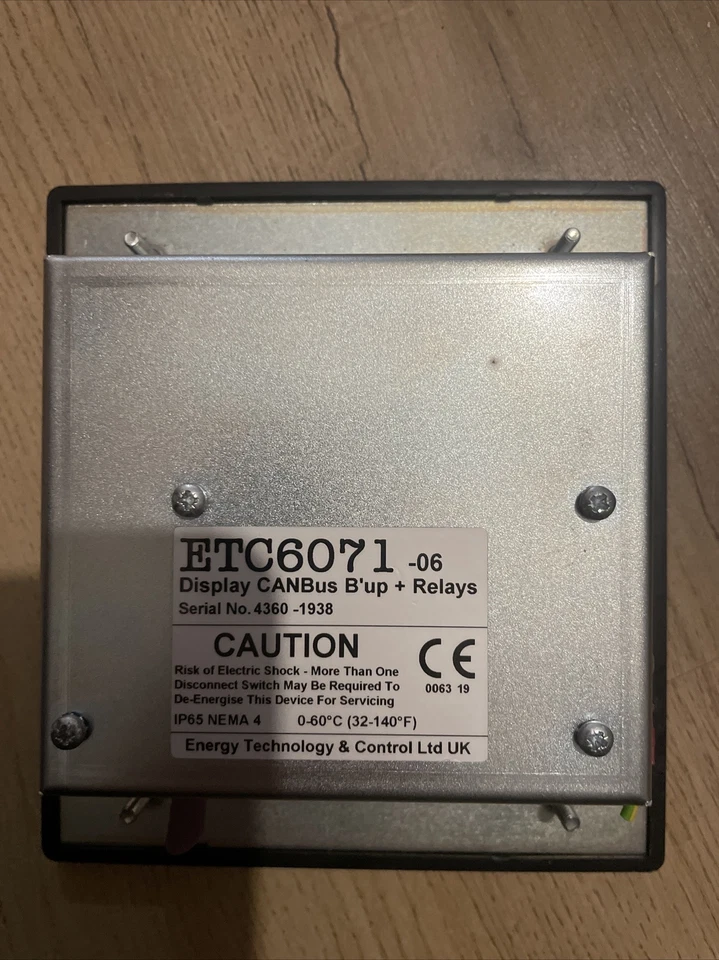 ETC6071 -06
Display CANBus B'up + Relays
Serial No. 4360 -1938
CAUTION
Risk of Electric Shock - More Than One
Disconnect Switch May Be Required To
De-Energise This Device For Servicing
CE
0063 19
IP65 NEMA 4 0-60°C (32-140°F)
Energy Technology & Control Ltd UK